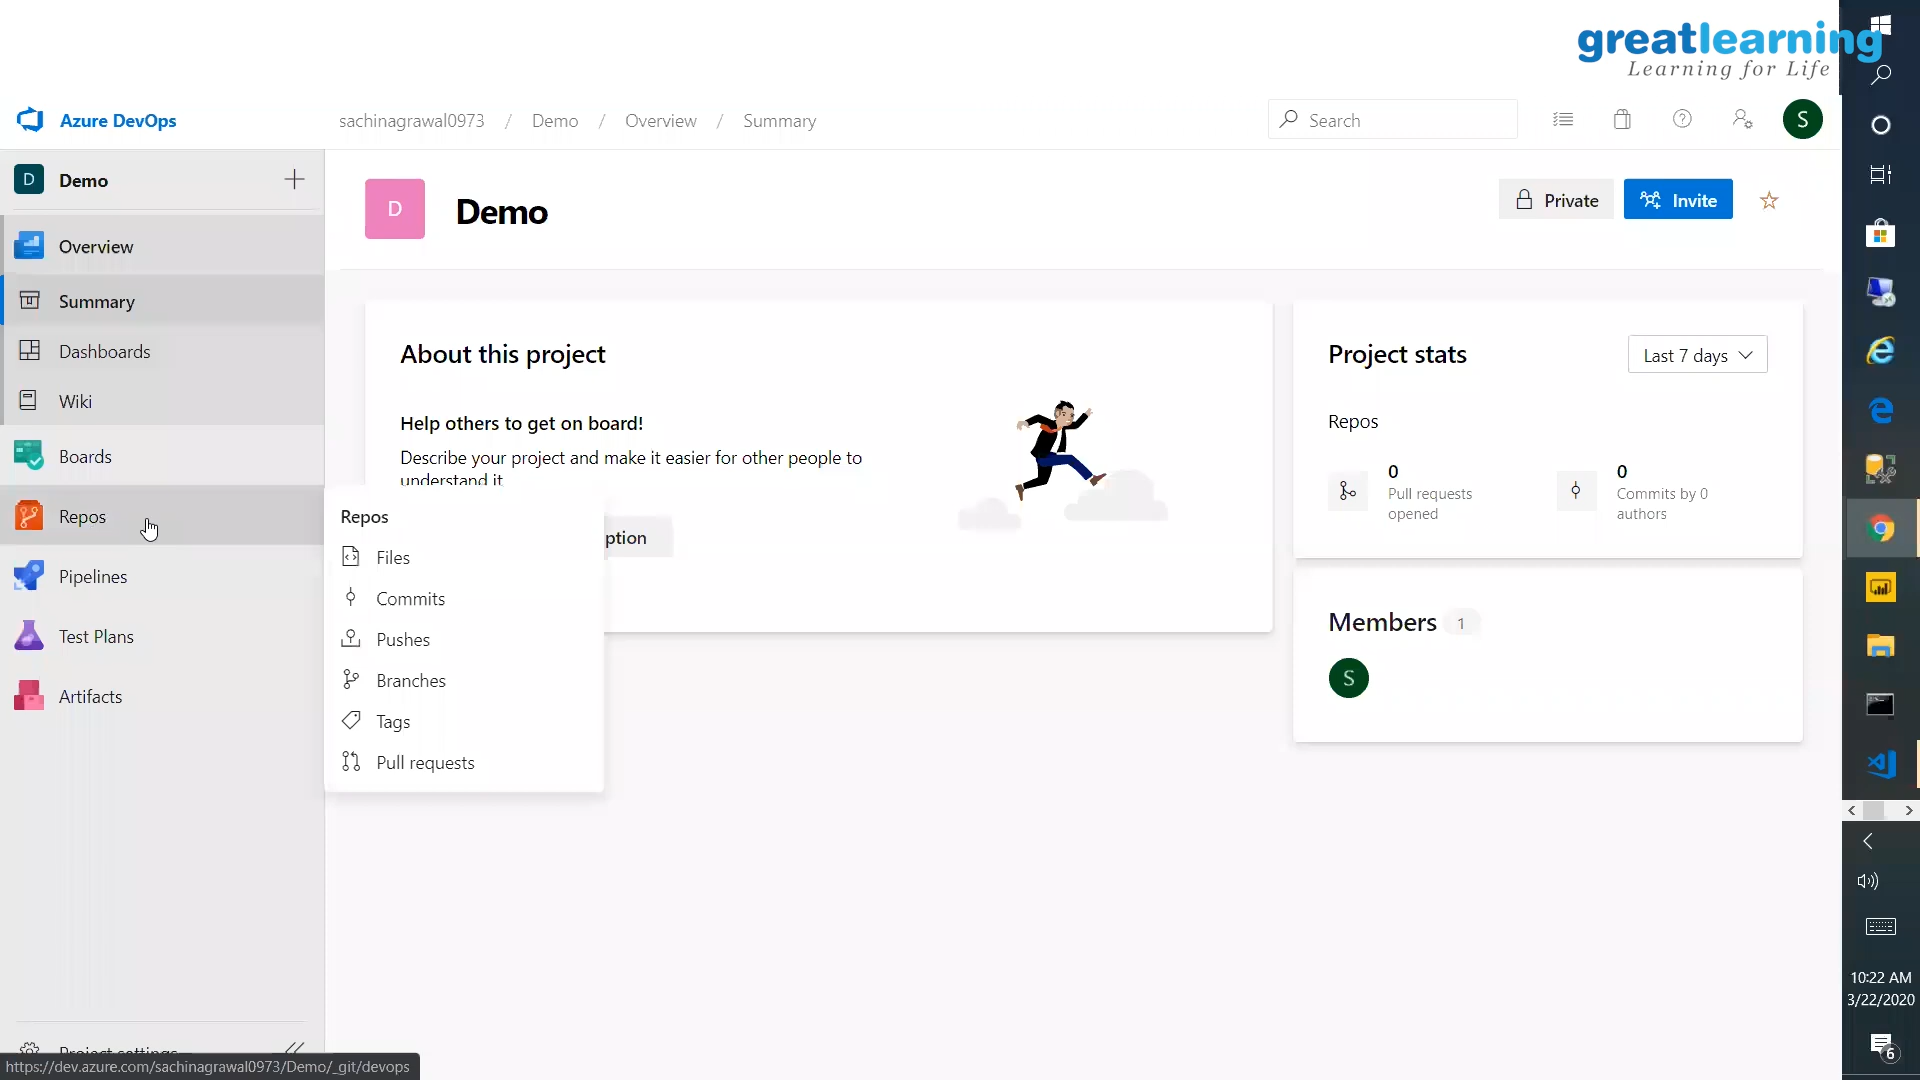 greatlearning
Learning for Life
Azure DevOps
sachinagrawal0973 / Demo / Overview / Summary
Search
S
D Demo
Overview
Summary
Dashboards
Wiki
Boards
Repos
Pipelines
Test Plans
Artifacts
Project settings
D
Demo
Private
Invite
About this project
Help others to get on board!
Describe your project and make it easier for other people to
understand it
ption
Repos
Files
Commits
Pushes
Branches
Tags
Pull requests
Project stats
Last 7 days
Repos
0
Pull requests
opened
0
Commits by 0
authors
Members 1
S
10:22 AM
3/22/2020
6
https://dev.azure.com/sachinagrawal0973/Demo/_git/devops